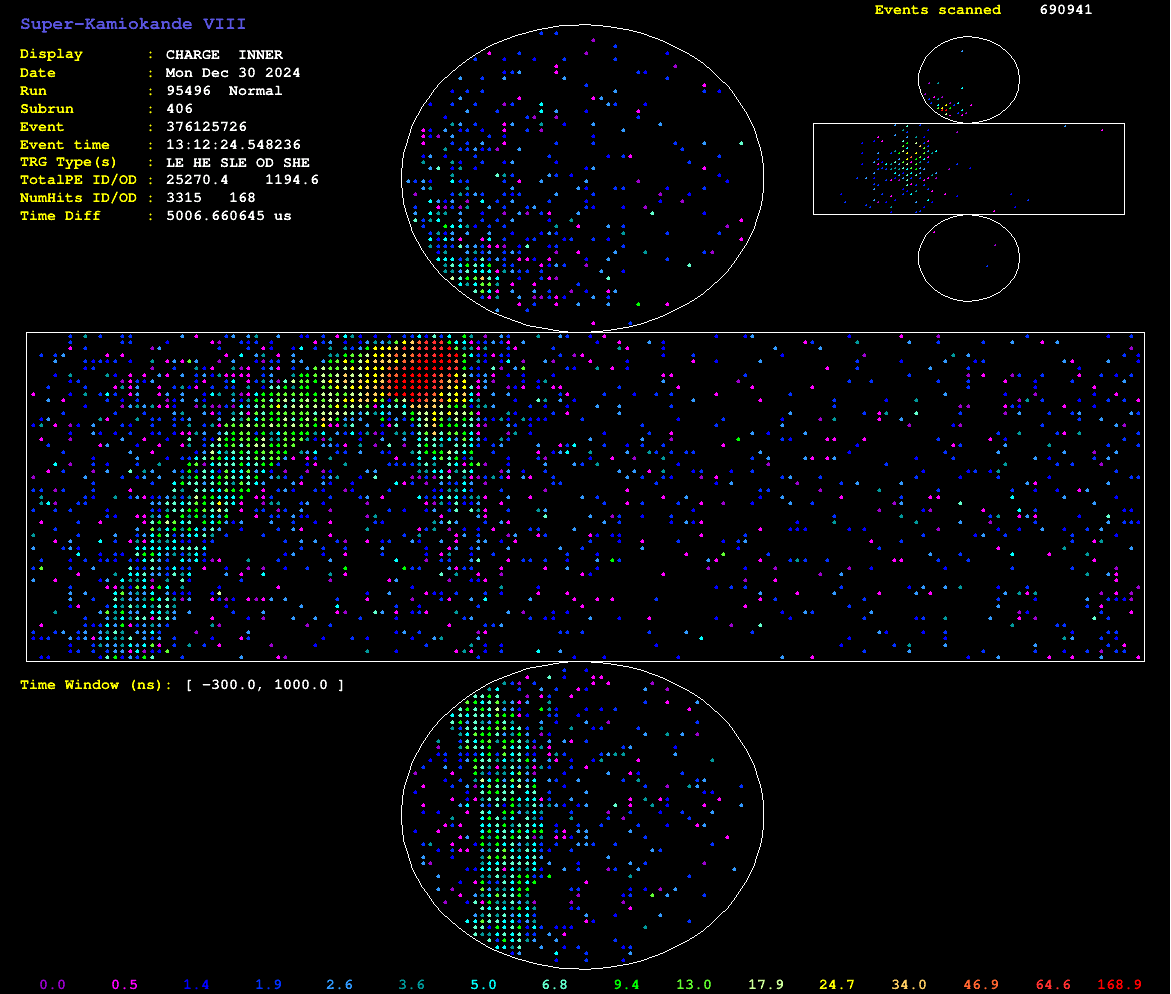 Super-Kamiokande VIII
Events scanned 690941
Display : CHARGE INNER
Date : Mon Dec 30 2024
Run : 95496 Normal
Subrun : 406
Event : 376125726
Event time : 13:12:24.548236
TRG Type(s) : LE HE SLE OD SHE
TotalPE ID/OD : 25270.4 1194.6
NumHits ID/OD : 3315 168
Time Diff : 5006.660645 us
Time Window (ns): [ -300.0, 1000.0 ]
0.0 0.5 1.4 1.9 2.6 3.6 5.0 6.8 9.4 13.0 17.9 24.7 34.0 46.9 64.6 168.9